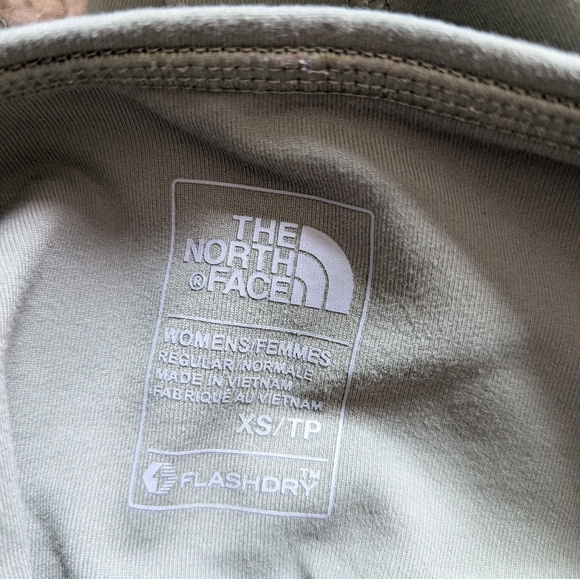 THE
NORTH
®FACE
WOMENS/FEMMES
REGULAR/NORMALE
MADE IN VIETNAM
FABRIQUÉ AU VIETNAM
XS/TP
FLASHDRY™